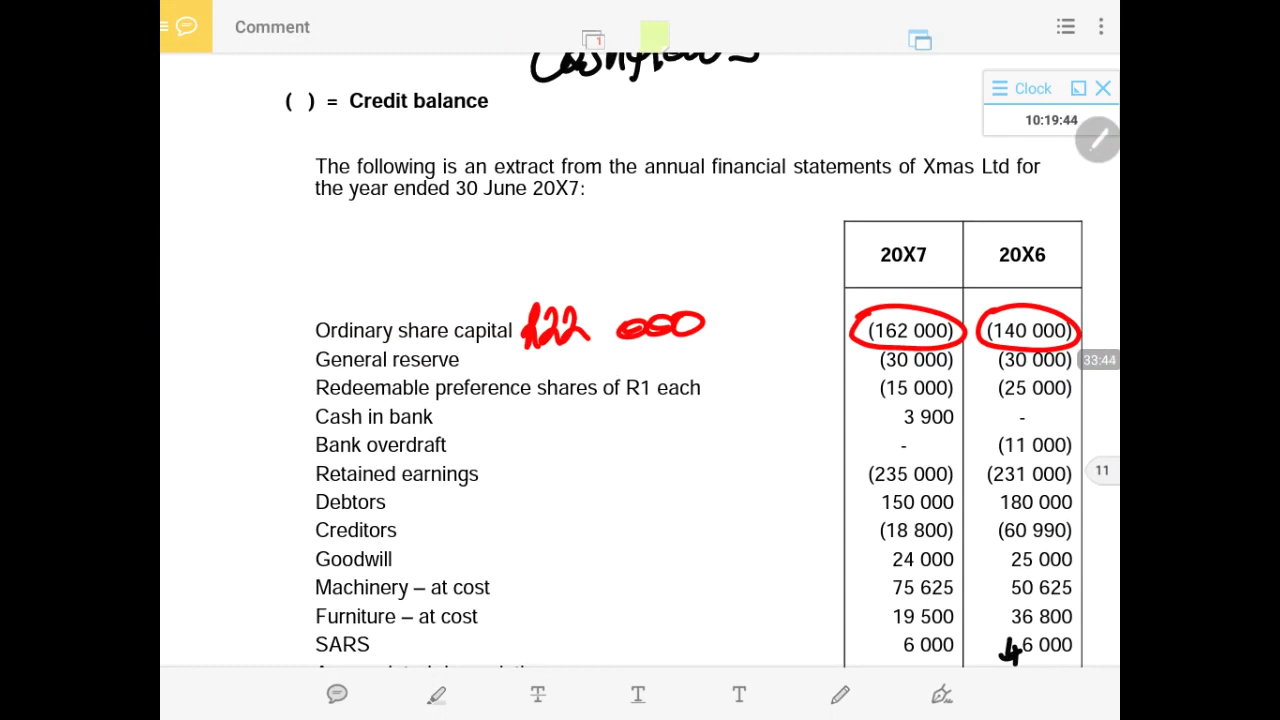 Comment
1
( ) = Credit balance
Clock
10:19:44
The following is an extract from the annual financial statements of Xmas Ltd for
the year ended 30 June 20X7:
20X7 20X6
Ordinary share capital R22 000 (162 000) (140 000)
General reserve (30 000) (30 000)
33:44
Redeemable preference shares of R1 each (15 000) (25 000)
Cash in bank 3 900 -
Bank overdraft - (11 000)
Retained earnings (235 000) (231 000)
11
Debtors 150 000 180 000
Creditors (18 800) (60 990)
Goodwill 24 000 25 000
Machinery – at cost 75 625 50 625
Furniture – at cost 19 500 36 800
SARS 6 000 6 000
T T T